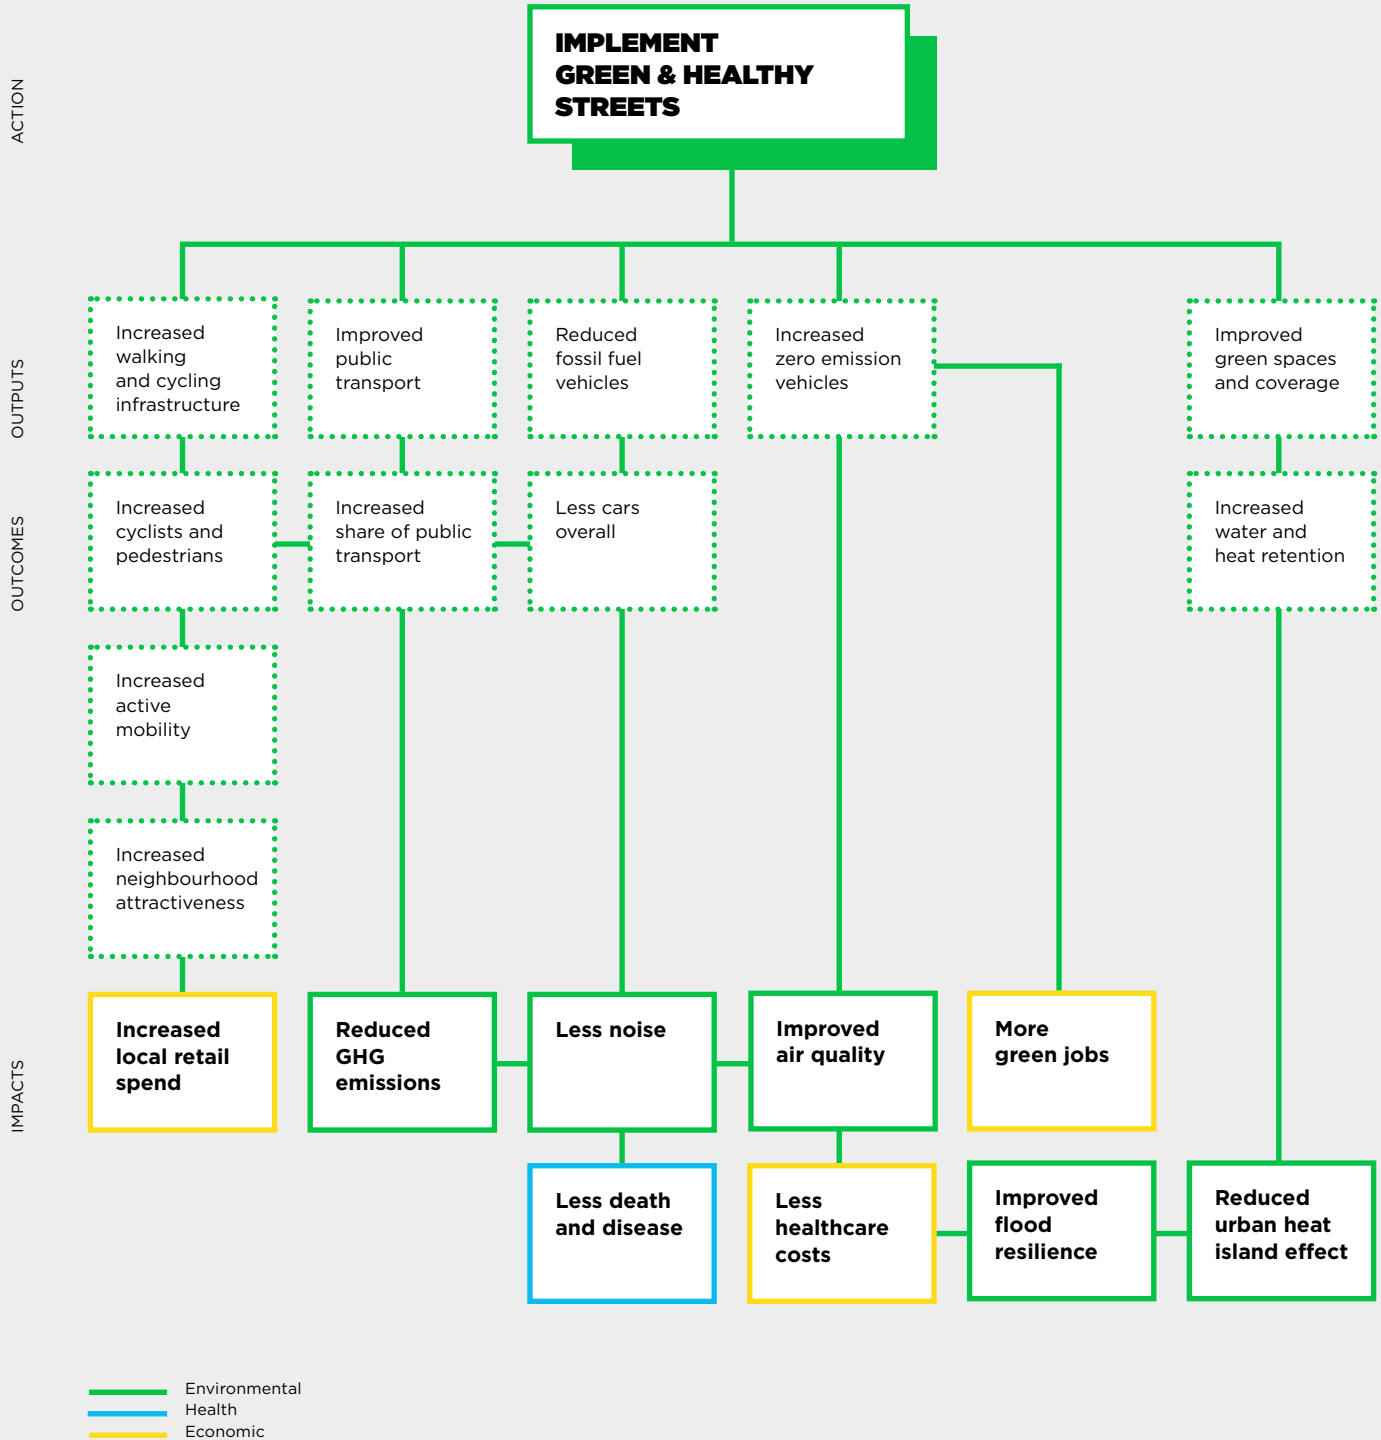 ACTION
IMPLEMENT
GREEN & HEALTHY
STREETS
OUTPUTS
Increased
walking
and cycling
infrastructure
Improved
public
transport
Reduced
fossil fuel
vehicles
Increased
zero emission
vehicles
Improved
green spaces
and coverage
OUTCOMES
Increased
cyclists and
pedestrians
Increased
share of public
transport
Less cars
overall
Increased
water and
heat retention
Increased
active
mobility
Increased
neighbourhood
attractiveness
IMPACTS
Increased
local retail
spend
Reduced
GHG
emissions
Less noise
Improved
air quality
More
green jobs
Less death
and disease
Less
healthcare
costs
Improved
flood
resilience
Reduced
urban heat
island effect
Environmental
Health
Economic